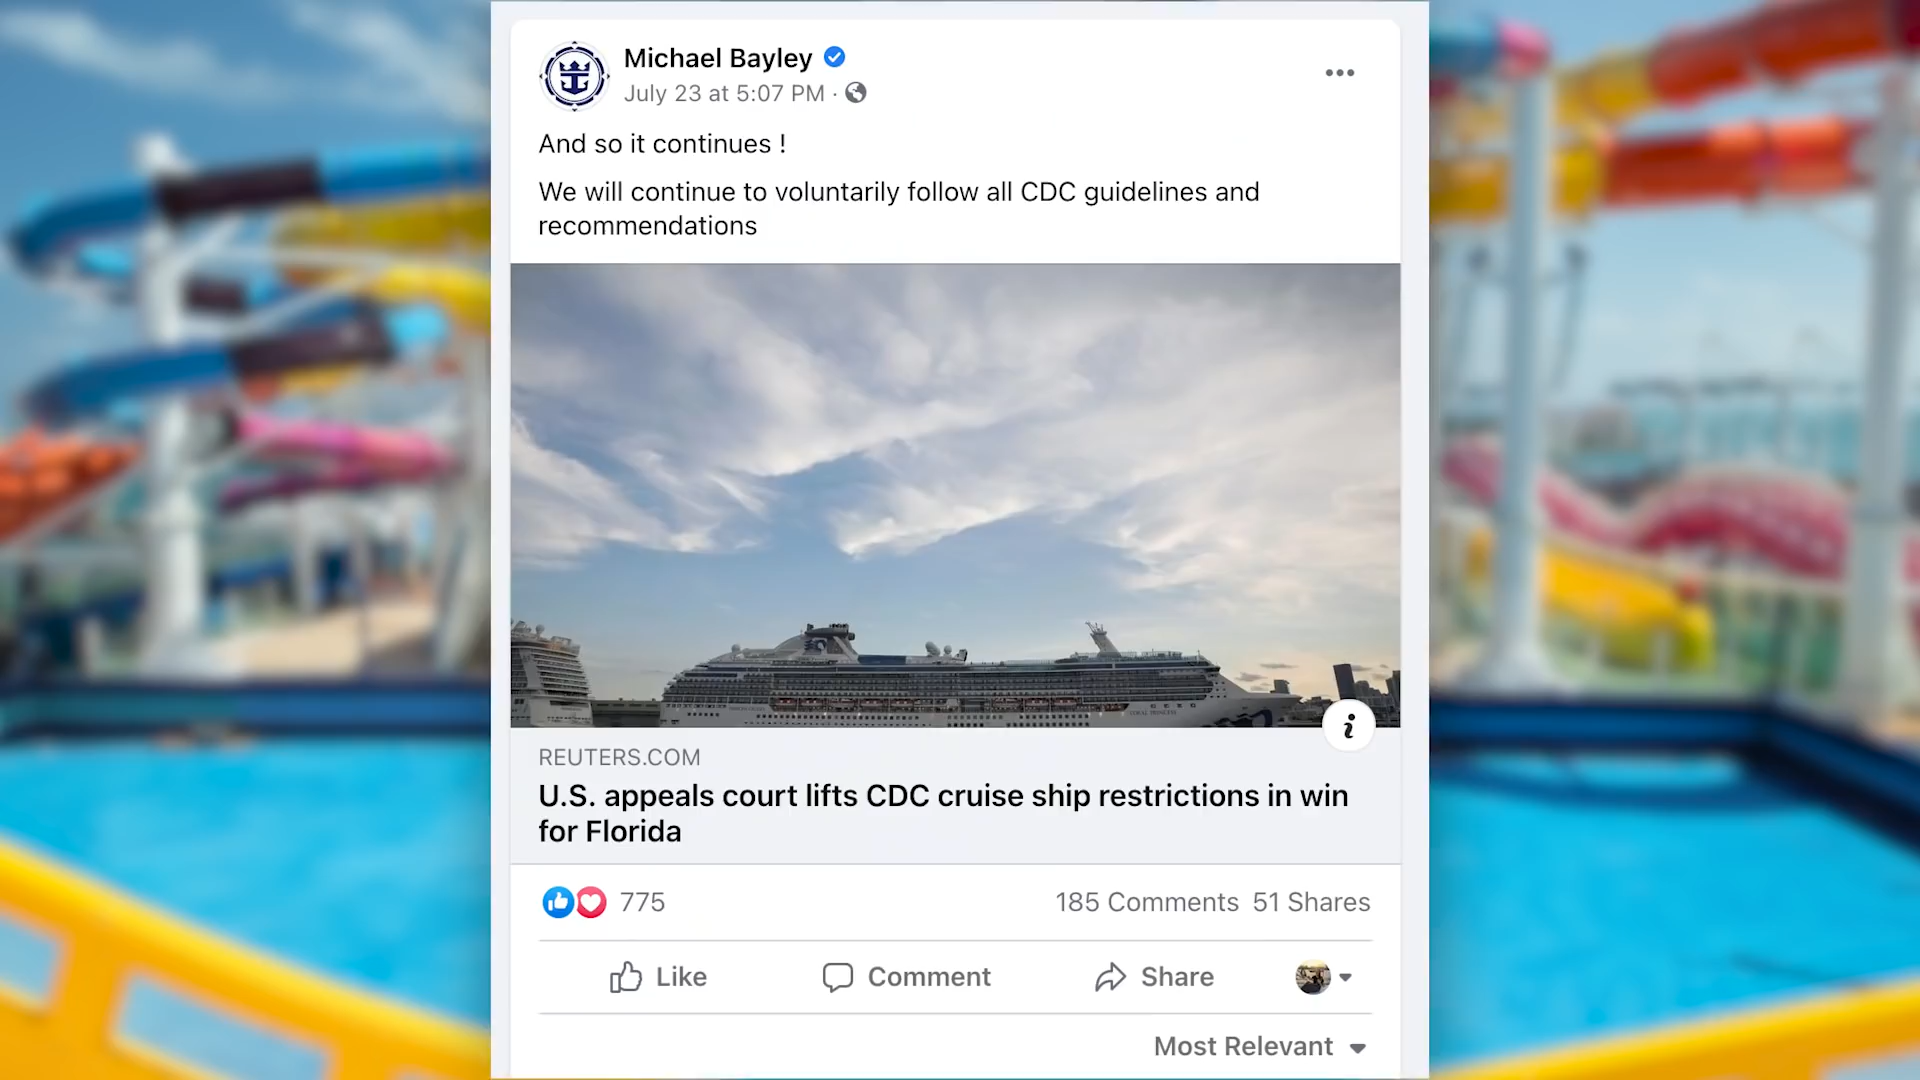 Michael Bayley
July 23 at 5:07 PM ·
And so it continues !
We will continue to voluntarily follow all CDC guidelines and
recommendations
REUTERS.COM
U.S. appeals court lifts CDC cruise ship restrictions in win
for Florida
775
185 Comments 51 Shares
Like
Comment
Share
Most Relevant